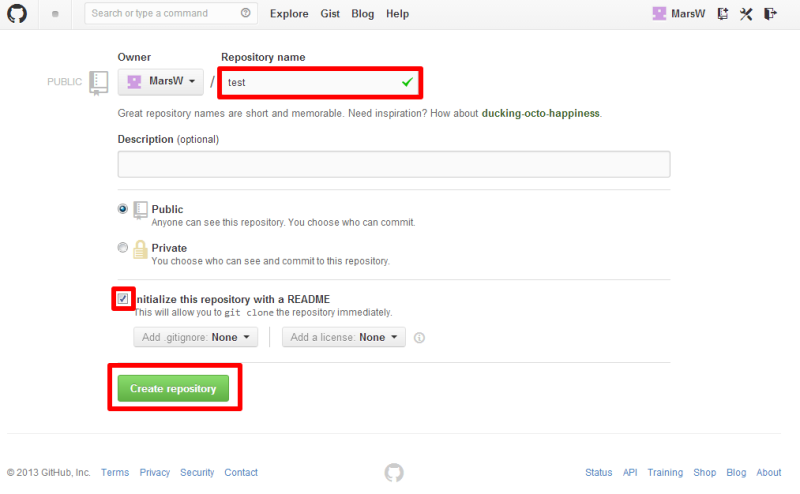 Search or type a command Explore Gist Blog Help MarsW
Owner Repository name
PUBLIC MarsW / test
Great repository names are short and memorable. Need inspiration? How about ducking-octo-happiness.
Description (optional)
Public
Anyone can see this repository. You choose who can commit.
Private
You choose who can see and commit to this repository.
nitialize this repository with a README
This will allow you to git clone the repository immediately.
Add .gitignore: None Add a license: None
Create repository
© 2013 GitHub, Inc. Terms Privacy Security Contact Status API Training Shop Blog About